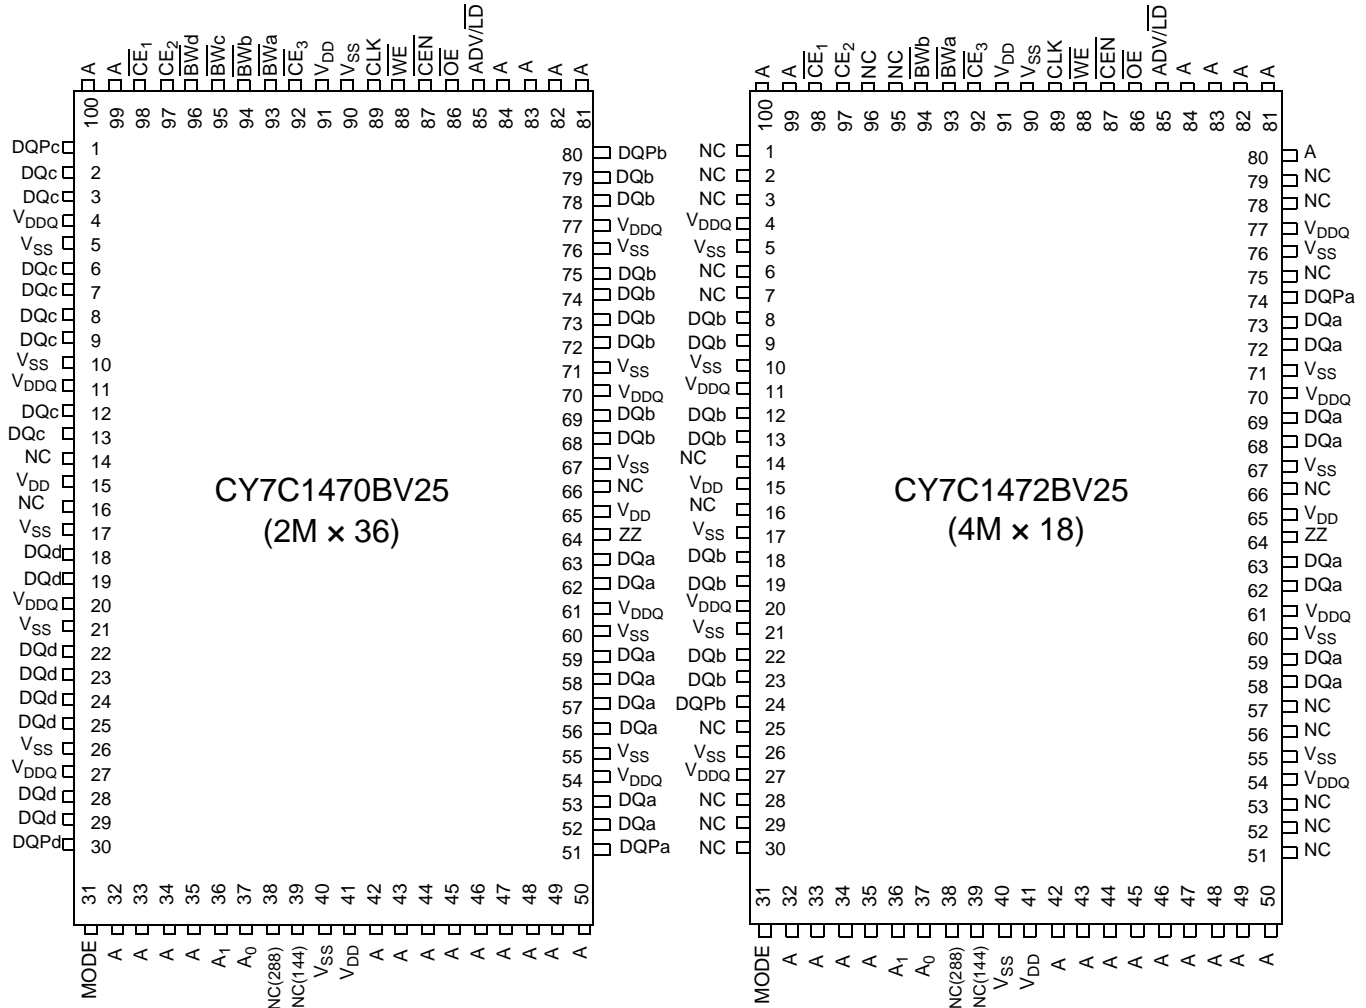 A A CE1 CE2 BWd BWc BWb BWa CE3 VDD VSS CLK WE CEN OE ADV/LD A A A A
100 99 98 97 96 95 94 93 92 91 90 89 88 87 86 85 84 83 82 81
DQPc 1
DQc 2
DQc 3
VDDQ 4
VSS 5
DQc 6
DQc 7
DQc 8
DQc 9
VSS 10
VDDQ 11
DQc 12
DQc 13
NC 14
VDD 15
NC 16
VSS 17
DQd 18
DQd 19
VDDQ 20
VSS 21
DQd 22
DQd 23
DQd 24
DQd 25
VSS 26
VDDQ 27
DQd 28
DQd 29
DQPd 30
CY7C1470BV25
(2M × 36)
80 DQPb
79 DQb
78 DQb
77 VDDQ
76 VSS
75 DQb
74 DQb
73 DQb
72 DQb
71 VSS
70 VDDQ
69 DQb
68 DQb
67 VSS
66 NC
65 VDD
64 ZZ
63 DQa
62 DQa
61 VDDQ
60 VSS
59 DQa
58 DQa
57 DQa
56 DQa
55 VSS
54 VDDQ
53 DQa
52 DQa
51 DQPa
31 32 33 34 35 36 37 38 39 40 41 42 43 44 45 46 47 48 49 50
MODE A A A A A1 A0 NC(288) NC(144) VSS VDD A A A A A A A A A
A A CE1 CE2 NC NC BWb BWa CE3 VDD VSS CLK WE CEN OE ADV/LD A A A A
100 99 98 97 96 95 94 93 92 91 90 89 88 87 86 85 84 83 82 81
NC 1
NC 2
NC 3
VDDQ 4
VSS 5
NC 6
NC 7
DQb 8
DQb 9
VSS 10
VDDQ 11
DQb 12
DQb 13
NC 14
VDD 15
NC 16
VSS 17
DQb 18
DQb 19
VDDQ 20
VSS 21
DQb 22
DQb 23
DQPb 24
NC 25
VSS 26
VDDQ 27
NC 28
NC 29
NC 30
CY7C1472BV25
(4M × 18)
80 A
79 NC
78 NC
77 VDDQ
76 VSS
75 NC
74 DQPa
73 DQa
72 DQa
71 VSS
70 VDDQ
69 DQa
68 DQa
67 VSS
66 NC
65 VDD
64 ZZ
63 DQa
62 DQa
61 VDDQ
60 VSS
59 DQa
58 DQa
57 NC
56 NC
55 VSS
54 VDDQ
53 NC
52 NC
51 NC
31 32 33 34 35 36 37 38 39 40 41 42 43 44 45 46 47 48 49 50
MODE A A A A A1 A0 NC(288) NC(144) VSS VDD A A A A A A A A A